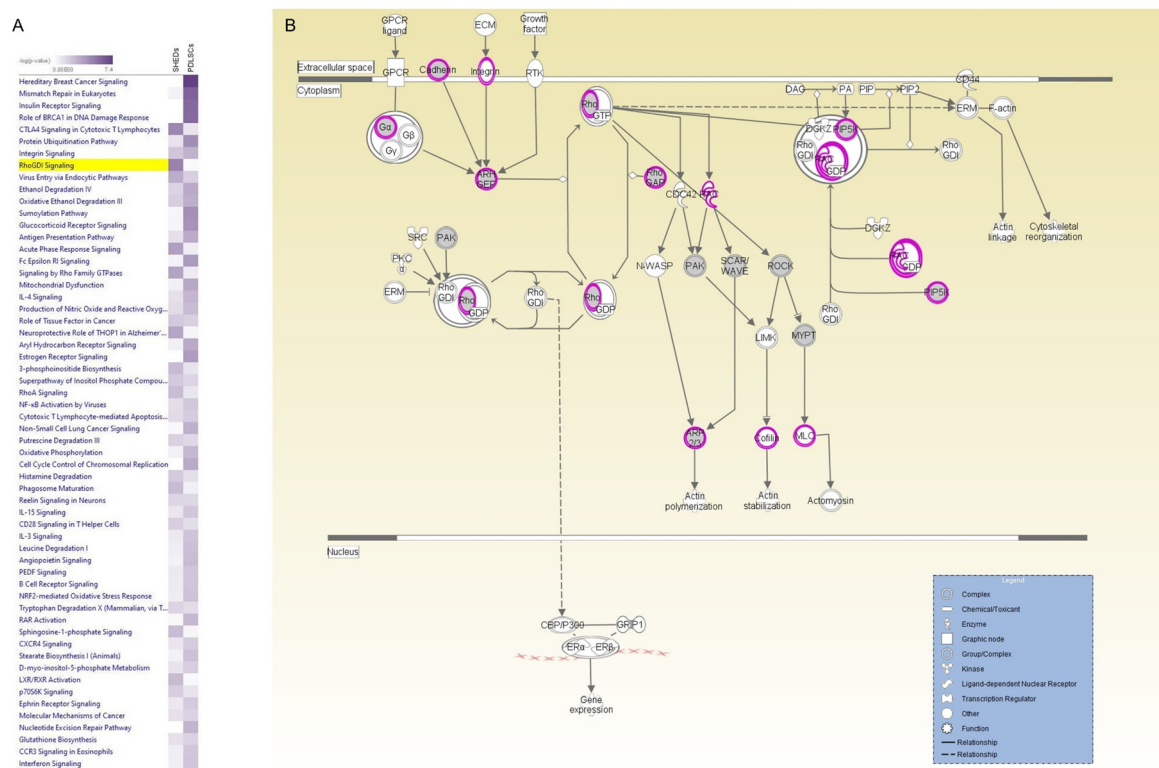 A
-log(p-value)
0.00E00
7.4
SHEDs
PDLSCs
Hereditary Breast Cancer Signaling
Mismatch Repair in Eukaryotes
Insulin Receptor Signaling
Role of BRCA1 in DNA Damage Response
CTLA4 Signaling in Cytotoxic T Lymphocytes
Protein Ubiquitination Pathway
Integrin Signaling
RhoGDI Signaling
Virus Entry via Endocytic Pathways
Ethanol Degradation IV
Oxidative Ethanol Degradation III
Sumoylation Pathway
Glucocorticoid Receptor Signaling
Antigen Presentation Pathway
Acute Phase Response Signaling
Fc Epsilon RI Signaling
Signaling by Rho Family GTPases
Mitochondrial Dysfunction
IL-4 Signaling
Production of Nitric Oxide and Reactive Oxyg...
Role of Tissue Factor in Cancer
Neuroprotective Role of THOP1 in Alzheimer'...
Aryl Hydrocarbon Receptor Signaling
Estrogen Receptor Signaling
3-phosphoinositide Biosynthesis
Superpathway of Inositol Phosphate Compou...
RhoA Signaling
NF-κB Activation by Viruses
Cytotoxic T Lymphocyte-mediated Apoptosis...
Non-Small Cell Lung Cancer Signaling
Putrescine Degradation III
Oxidative Phosphorylation
Cell Cycle Control of Chromosomal Replication
Histamine Degradation
Phagosome Maturation
Reelin Signaling in Neurons
IL-15 Signaling
CD28 Signaling in T Helper Cells
IL-3 Signaling
Leucine Degradation I
Angiopoietin Signaling
PEDF Signaling
B Cell Receptor Signaling
NRF2-mediated Oxidative Stress Response
Tryptophan Degradation X (Mammalian, via T...
RAR Activation
Sphingosine-1-phosphate Signaling
CXCR4 Signaling
Stearate Biosynthesis I (Animals)
D-myo-inositol-5-phosphate Metabolism
LXR/RXR Activation
p70S6K Signaling
Ephrin Receptor Signaling
Molecular Mechanisms of Cancer
Nucleotide Excision Repair Pathway
Glutathione Biosynthesis
CCR3 Signaling in Eosinophils
Interferon Signaling
B
GPCR
ligand
ECM
Growth
factor
Extracellular space
Cytoplasm
GPCR
Cadherin
Integrin
RTK
CD44
Gα
Gβ
Gγ
ARH
GEF
Rho
GTP
Rho
GAP
CDC42
RAC
DAG
PA
PIP
PIP2
ERM
F-actin
DGKZ
PIP5K
Rho
GDI
RAC
GDP
Rho
GDI
Actin
linkage
Cytoskeletal
reorganization
SRC
PAK
PKC
α
ERM
Rho
GDI
Rho
GDP
Rho
GDI
Rho
GDP
N-WASP
PAK
SCAR/
WAVE
ROCK
DGKZ
RAC
GDP
PIP5K
Rho
GDI
LIMK
MYPT
ARP
2/3
Cofilin
MLC
Actin
polymerization
Actin
stabilization
Actomyosin
Nucleus
CBP/P300
GRIP1
ERα
ERβ
Gene
expression
Legend
Complex
Chemical/Toxicant
Enzyme
Graphic node
Group/Complex
Kinase
Ligand-dependent Nuclear Receptor
Transcription Regulator
Other
Function
Relationship
Relationship